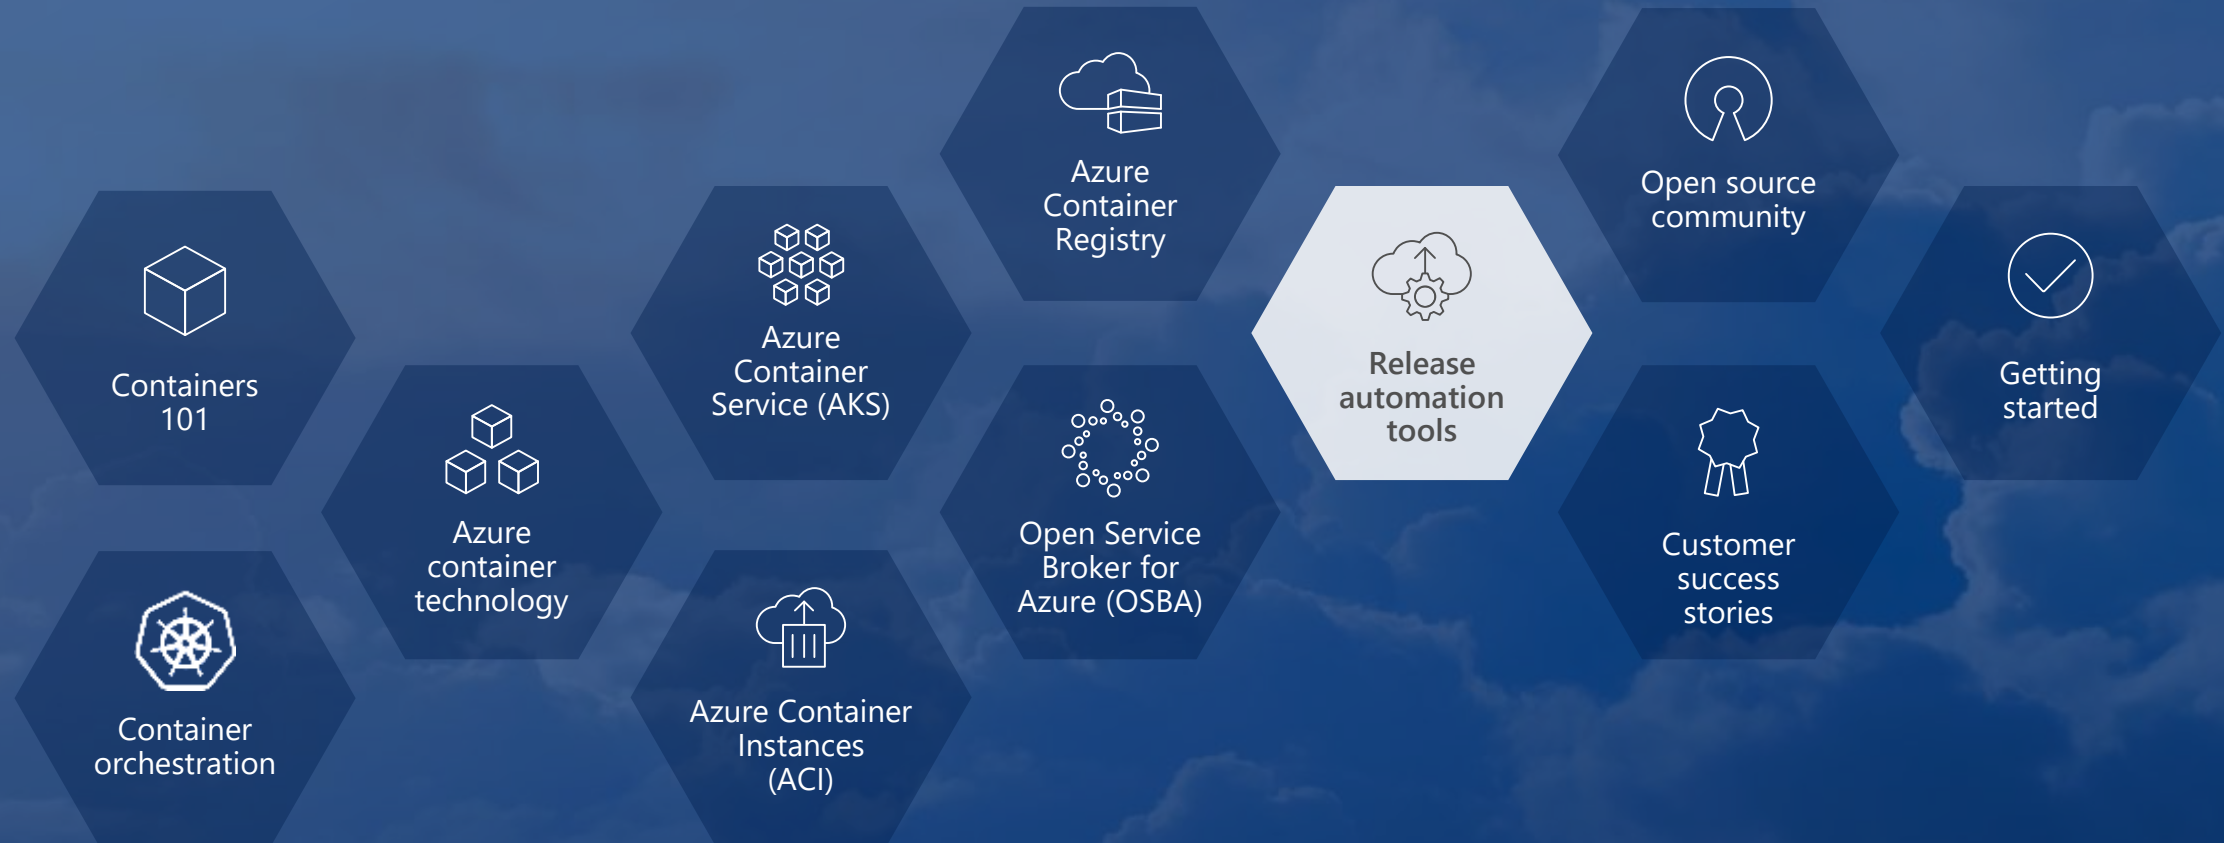 Containers
101
Container
orchestration
Azure
container
technology
Azure
Container
Service (AKS)
Azure Container
Instances
(ACI)
Azure
Container
Registry
Open Service
Broker for
Azure (OSBA)
Release
automation
tools
Open source
community
Customer
success
stories
Getting
started